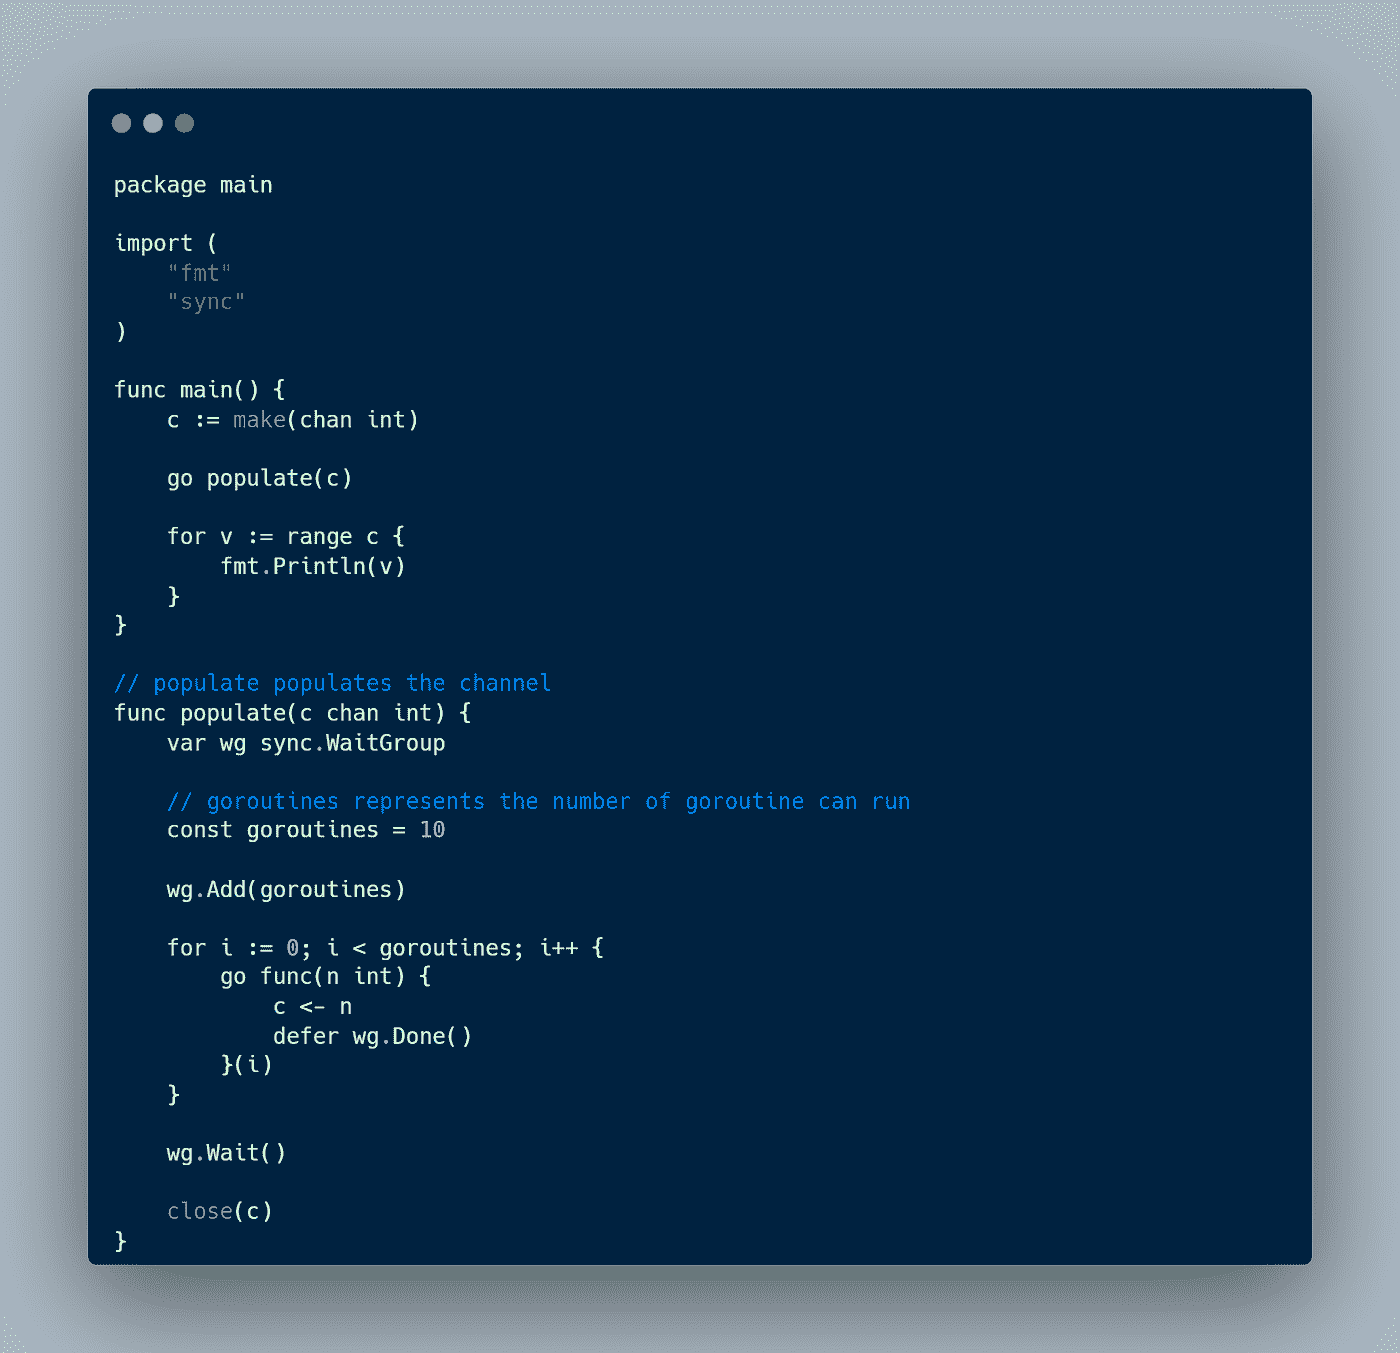 package main
import (
    "fmt"
    "sync"
)
func main() {
    c := make(chan int)
    go populate(c)
    for v := range c {
        fmt.Println(v)
    }
}
// populate populates the channel
func populate(c chan int) {
    var wg sync.WaitGroup
    // goroutines represents the number of goroutine can run
    const goroutines = 10
    wg.Add(goroutines)
    for i := 0; i < goroutines; i++ {
        go func(n int) {
            c <- n
            defer wg.Done()
        }(i)
    }
    wg.Wait()
    close(c)
}